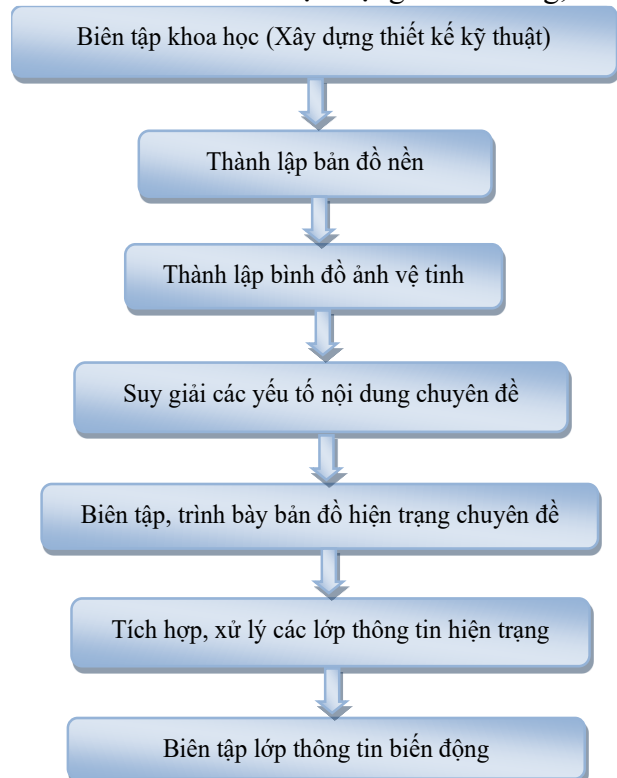 Biên tập khoa học (Xây dựng thiết kế kỹ thuật)
Thành lập bản đồ nền
Thành lập bình đồ ảnh vệ tinh
Suy giải các yếu tố nội dung chuyên đề
Biên tập, trình bày bản đồ hiện trạng chuyên đề
Tích hợp, xử lý các lớp thông tin hiện trạng
Biên tập lớp thông tin biến động